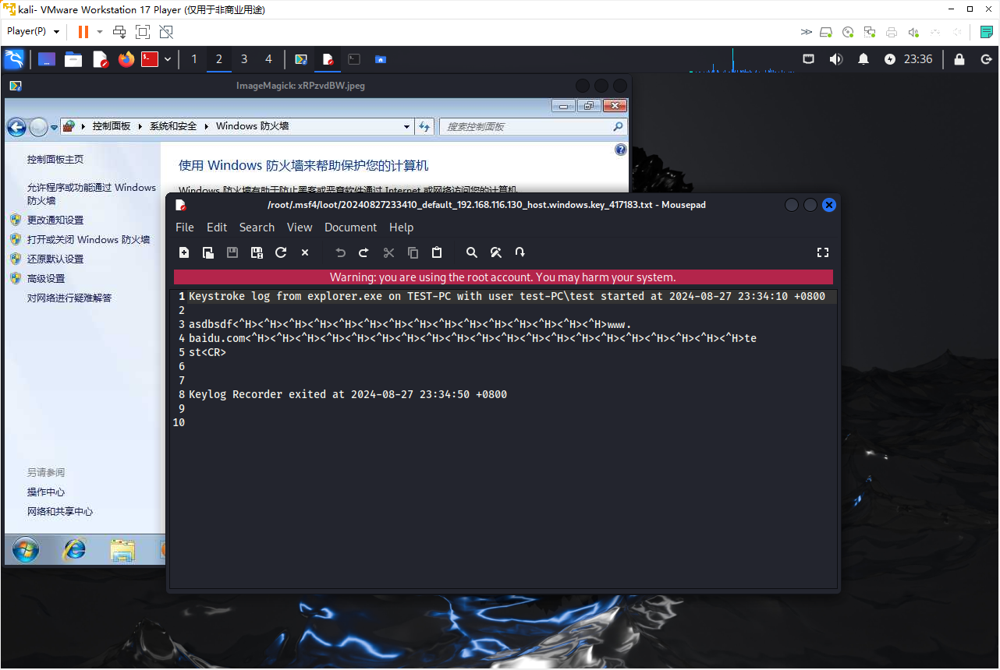 kali- VMware Workstation 17 Player (仅用于非商业用途)
Player(P)
1 2 3 4
23:36
ImageMagick: xRPzvdBW.jpeg
控制面板 系统和安全 Windows 防火墙
搜索控制面板
控制面板主页
允许程序或功能通过 Windows
防火墙
更改通知设置
打开或关闭 Windows 防火墙
还原默认设置
高级设置
对网络进行疑难解答
另请参阅
操作中心
网络和共享中心
使用 Windows 防火墙来帮助保护您的计算机
Windows 防火墙有助于防止黑客或恶意软件通过 Internet 或网络访问您的计算机。
/root/.msf4/loot/20240827233410_default_192.168.116.130_host.windows.key_417183.txt - Mousepad
File Edit Search View Document Help
Warning: you are using the root account. You may harm your system.
1 Keystroke log from explorer.exe on TEST-PC with user test-PC\test started at 2024-08-27 23:34:10 +0800
2
3 asdbsdf<^H><^H><^H><^H><^H><^H><^H><^H><^H><^H><^H><^H><^H><^H><^H>www.
4 baidu.com<^H><^H><^H><^H><^H><^H><^H><^H><^H><^H><^H><^H><^H><^H><^H><^H><^H><^H><^H><^H>te
5 st<CR>
6
7
8 Keylog Recorder exited at 2024-08-27 23:34:50 +0800
9
10